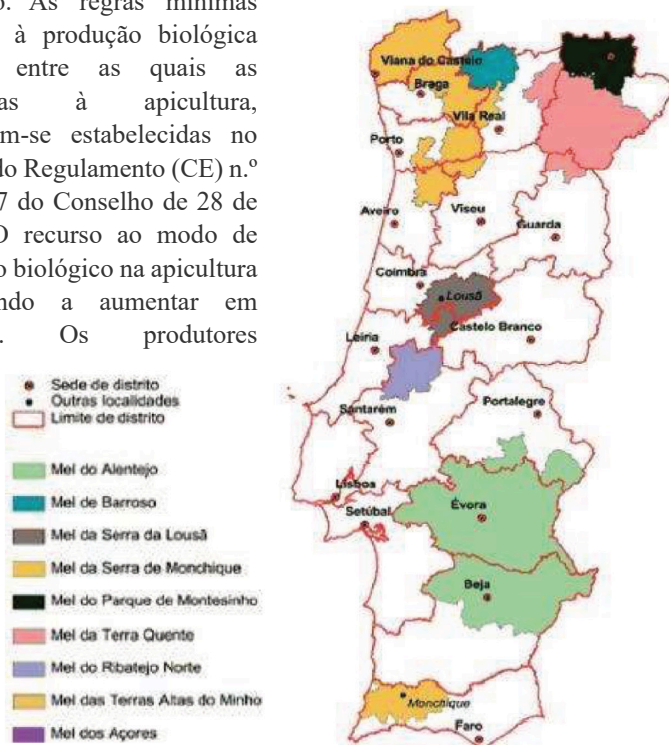 o. As regras mínimas
à produção biológica
entre as quais as
as à apicultura,
m-se estabelecidas no
do Regulamento (CE) n.º
7 do Conselho de 28 de
O recurso ao modo de
o biológico na apicultura
ndo a aumentar em
. Os produtores
Sede de distrito
Outras localidades
Limite de distrito
Mel do Alentejo
Mel de Barroso
Mel da Serra da Lousã
Mel da Serra de Monchique
Mel do Parque de Montesinho
Mel da Terra Quente
Mel do Ribatejo Norte
Mel das Terras Altas do Minho
Mel dos Açores
Viana do Castelo
Braga
Vila Real
Porto
Aveiro
Viseu
Guarda
Coimbra
Lousã
Castelo Branco
Leiria
Santarém
Portalegre
Lisboa
Setúbal
Évora
Beja
Monchique
Faro